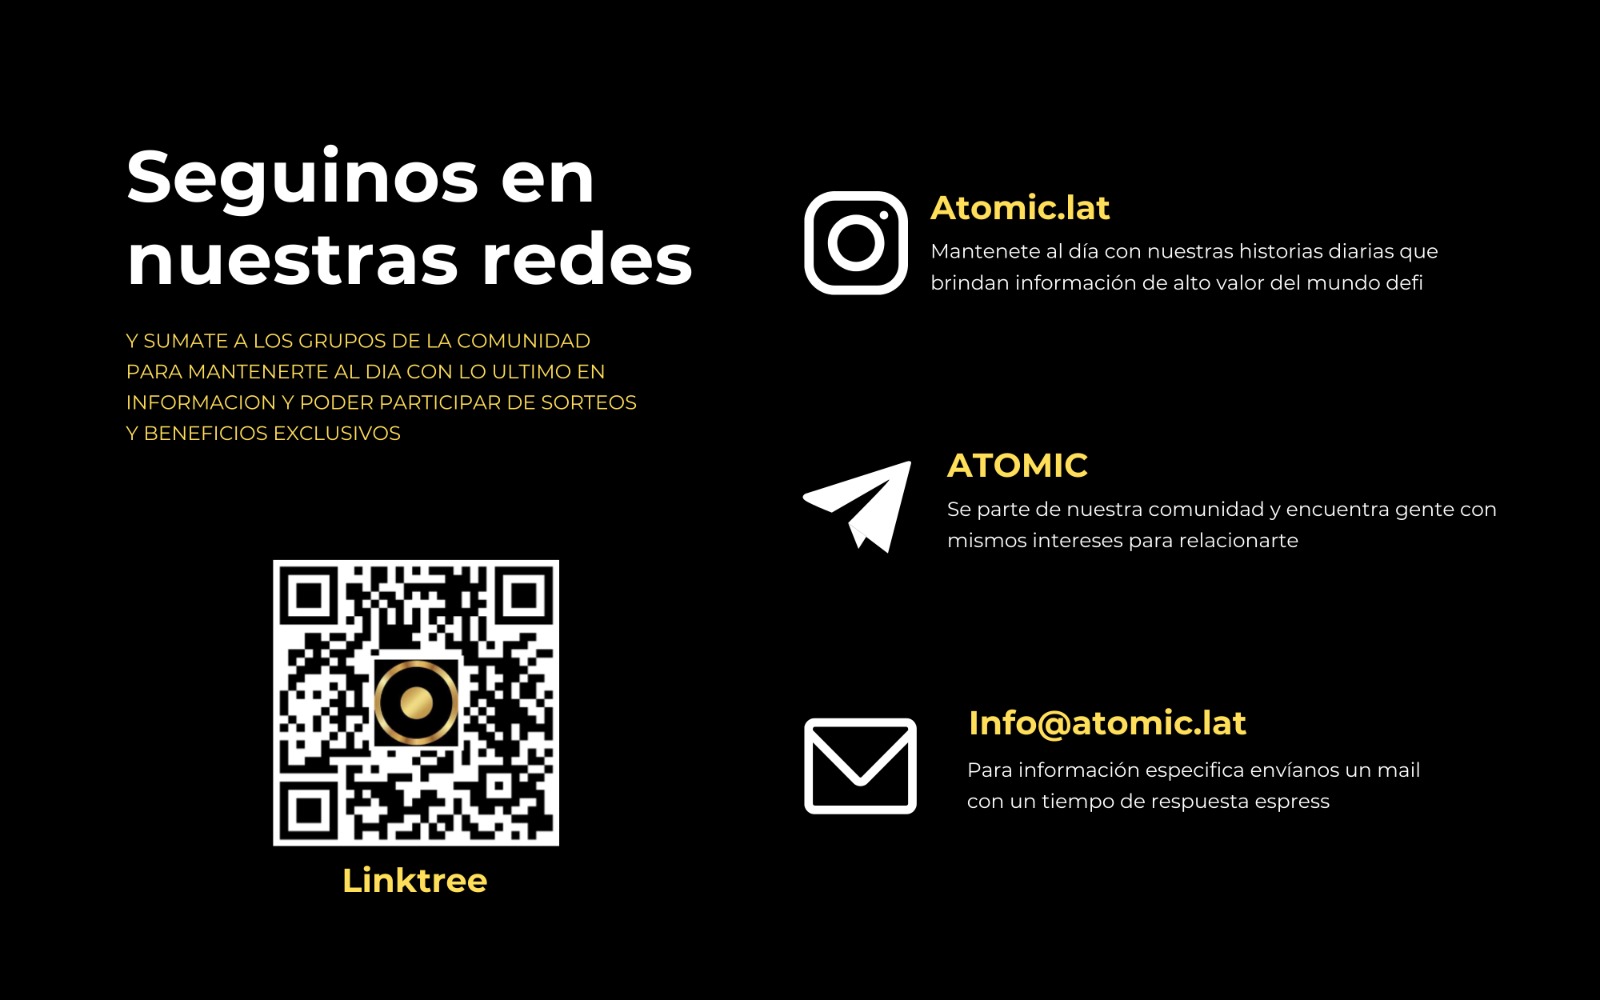 Seguinos en
nuestras redes
Y SUMATE A LOS GRUPOS DE LA COMUNIDAD
PARA MANTENERTE AL DIA CON LO ULTIMO EN
INFORMACION Y PODER PARTICIPAR DE SORTEOS
Y BENEFICIOS EXCLUSIVOS
Linktree
Atomic.lat
Mantenete al día con nuestras historias diarias que
brindan información de alto valor del mundo defi
ATOMIC
Se parte de nuestra comunidad y encuentra gente con
mismos intereses para relacionarte
Info@atomic.lat
Para información especifica envíanos un mail
con un tiempo de respuesta espress